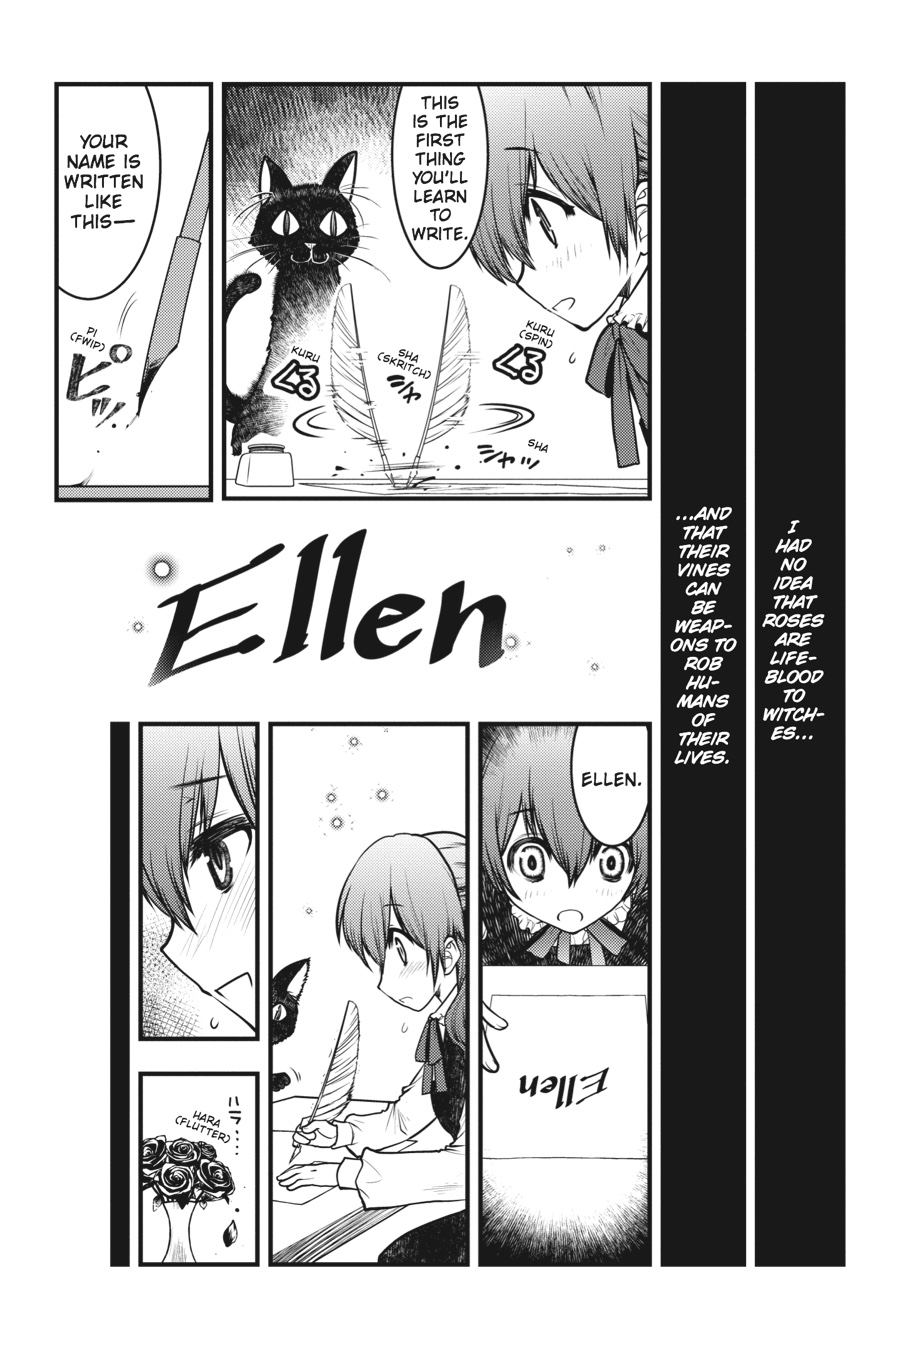 I
HAD
NO
IDEA
THAT
ROSES
ARE
LIFE-
BLOOD
TO
WITCH-
ES...
...AND
THAT
THEIR
VINES
CAN
BE
WEAP-
ONS TO
ROB
HU-
MANS
OF
THEIR
LIVES.
THIS
IS THE
FIRST
THING
YOU'LL
LEARN
TO
WRITE.
KURU
(SPIN)
くる
SHA
(SKRITCH)
シャ
KURU
くる
SHA
シャッ
YOUR
NAME IS
WRITTEN
LIKE
THIS—
PI
(FWIP)
ピッ..
Ellen
ELLEN.
Ellen
ハラ……
HARA
(FLUTTER)